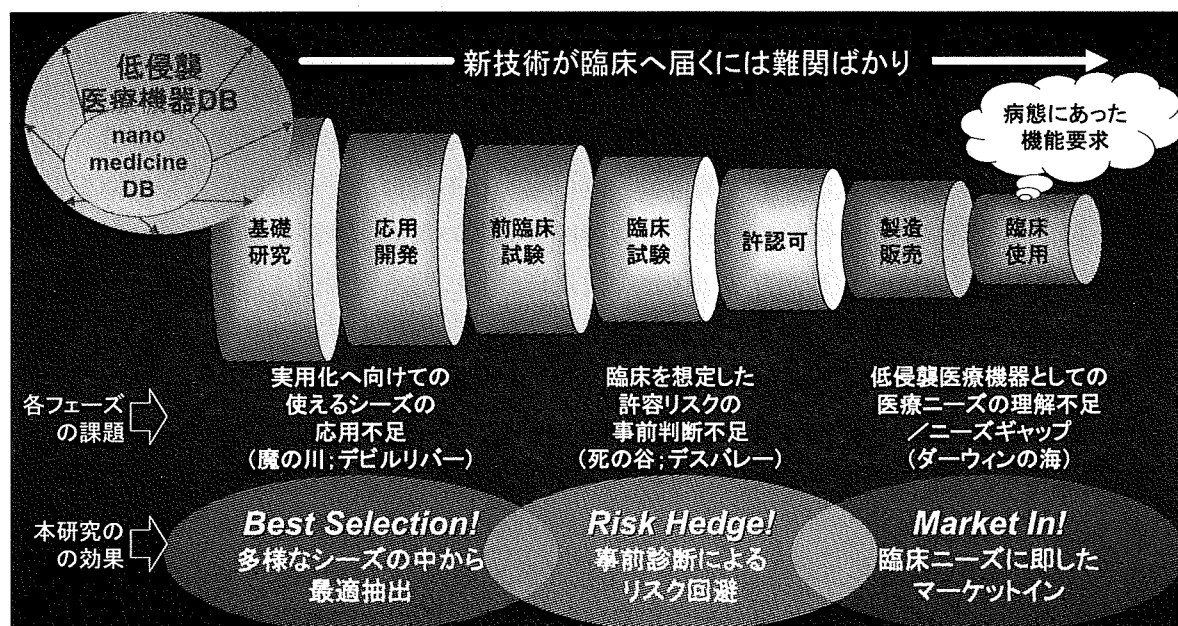 新技術が臨床へ届くには難関ばかり
低侵襲
医療機器DB
nano
medicine
DB
病態にあった
機能要求
基礎
研究
応用
開発
前臨床
試験
臨床
試験
許認可
製造
販売
臨床
使用
各フェーズ
の課題
実用化へ向けての
使えるシーズの
応用不足
(魔の川;デビルリバー)
臨床を想定した
許容リスクの
事前判断不足
(死の谷;デスバレー)
低侵襲医療機器としての
医療ニーズの理解不足
/ニーズギャップ
(ダーウィンの海)
本研究の
の効果
Best Selection!
多様なシーズの中から
最適抽出
Risk Hedge!
事前診断による
リスク回避
Market In!
臨床ニーズに即した
マーケットイン